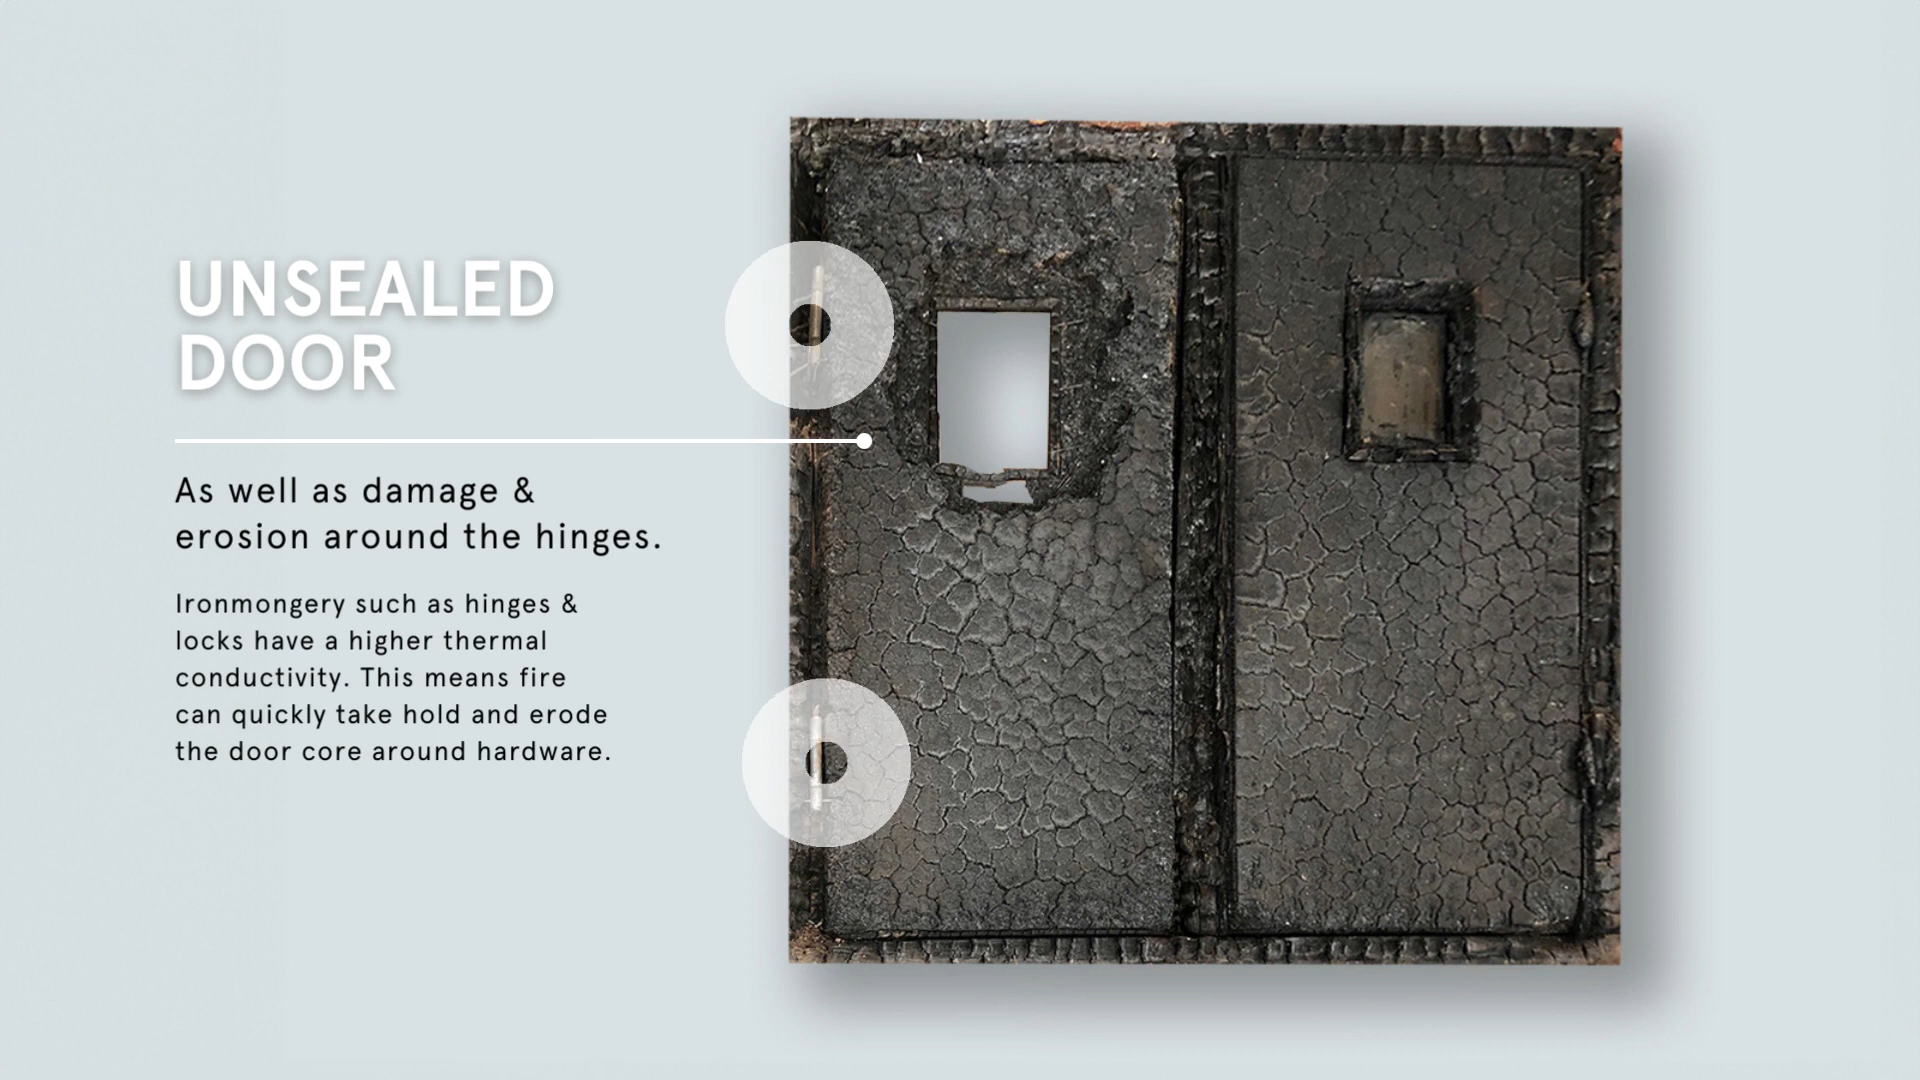 UNSEALED
DOOR
As well as damage &
erosion around the hinges.
Ironmongery such as hinges &
locks have a higher thermal
conductivity. This means fire
can quickly take hold and erode
the door core around hardware.